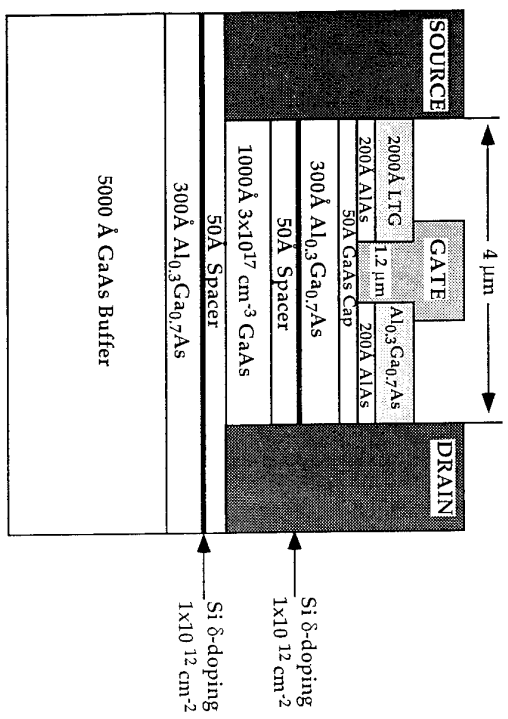 4 μm
SOURCE
GATE
DRAIN
2000Å LTG
Al0.3Ga0.7As
200Å AlAs
1.2 μm
200Å AlAs
50Å GaAs Cap
300Å Al0.3Ga0.7As
50Å Spacer
1000Å 3x10^17 cm^-3 GaAs
50Å Spacer
300Å Al0.3Ga0.7As
5000 Å GaAs Buffer
Si δ-doping
1x10^12 cm^-2
Si δ-doping
1x10^12 cm^-2